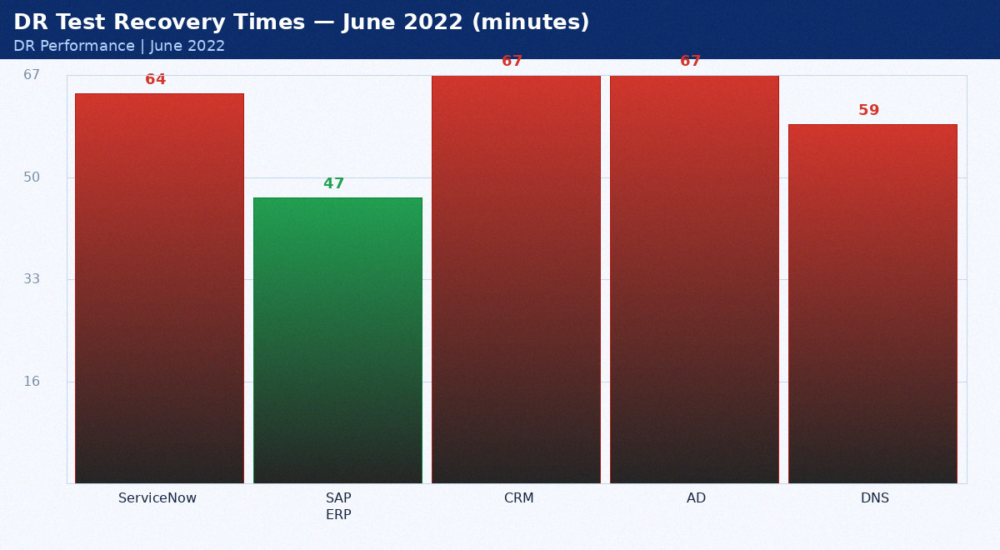 DR Test Recovery Times — June 2022 (minutes)
DR Performance | June 2022
67
50
33
16
64
47
67
67
59
ServiceNow
SAP
ERP
CRM
AD
DNS